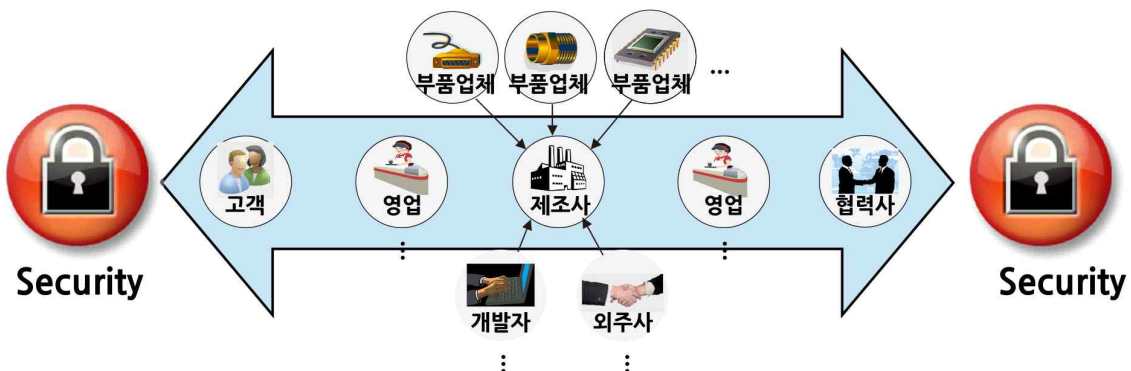 부품업체
부품업체
부품업체
...
고객
영업
제조사
영업
협력사
Security
Security
개발자
외주사